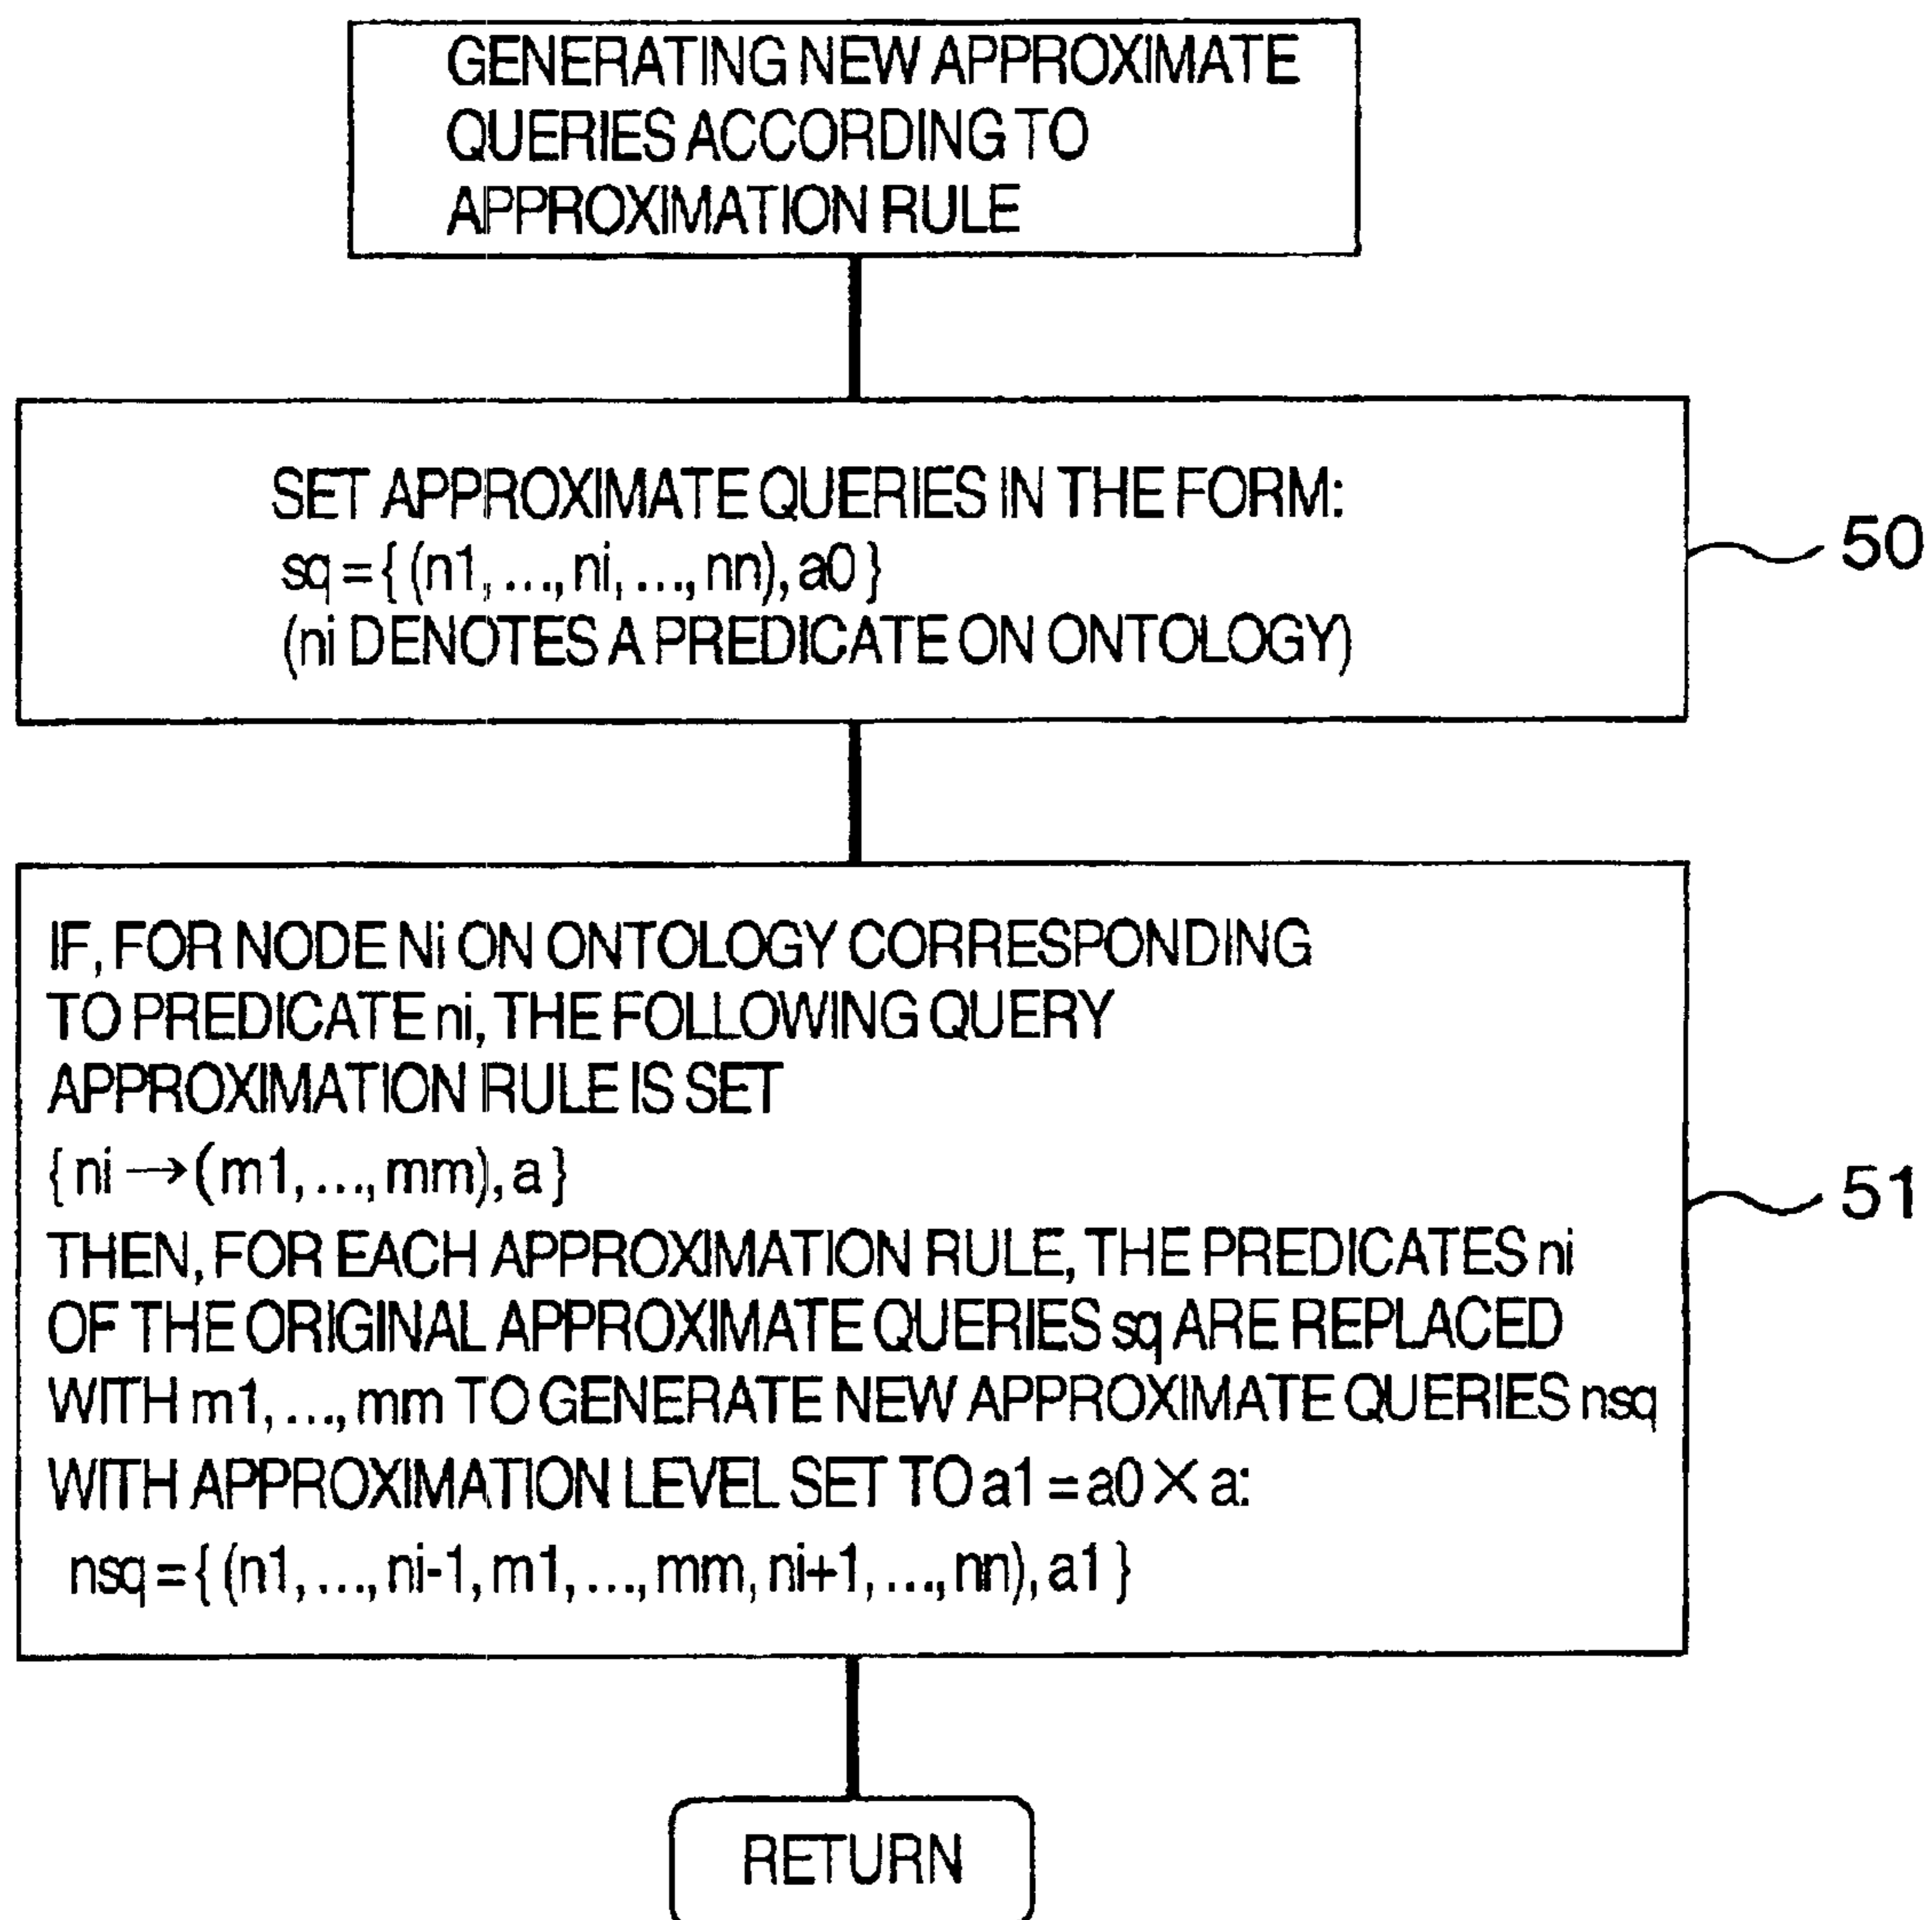 GENERATING NEW APPROXIMATE
QUERIES ACCORDING TO
APPROXIMATION RULE
SET APPROXIMATE QUERIES IN THE FORM:
sq = { (n1, ..., ni, ..., nn), a0 }
(ni DENOTES A PREDICATE ON ONTOLOGY)
50
IF, FOR NODE Ni ON ONTOLOGY CORRESPONDING
TO PREDICATE ni, THE FOLLOWING QUERY
APPROXIMATION RULE IS SET
{ ni → (m1, ..., mm), a }
51
THEN, FOR EACH APPROXIMATION RULE, THE PREDICATES ni
OF THE ORIGINAL APPROXIMATE QUERIES sq ARE REPLACED
WITH m1, ..., mm TO GENERATE NEW APPROXIMATE QUERIES nsq
WITH APPROXIMATION LEVEL SET TO a1 = a0 × a:
nsq = { (n1, ..., ni-1, m1, ..., mm, ni+1, ..., nn), a1 }
RETURN